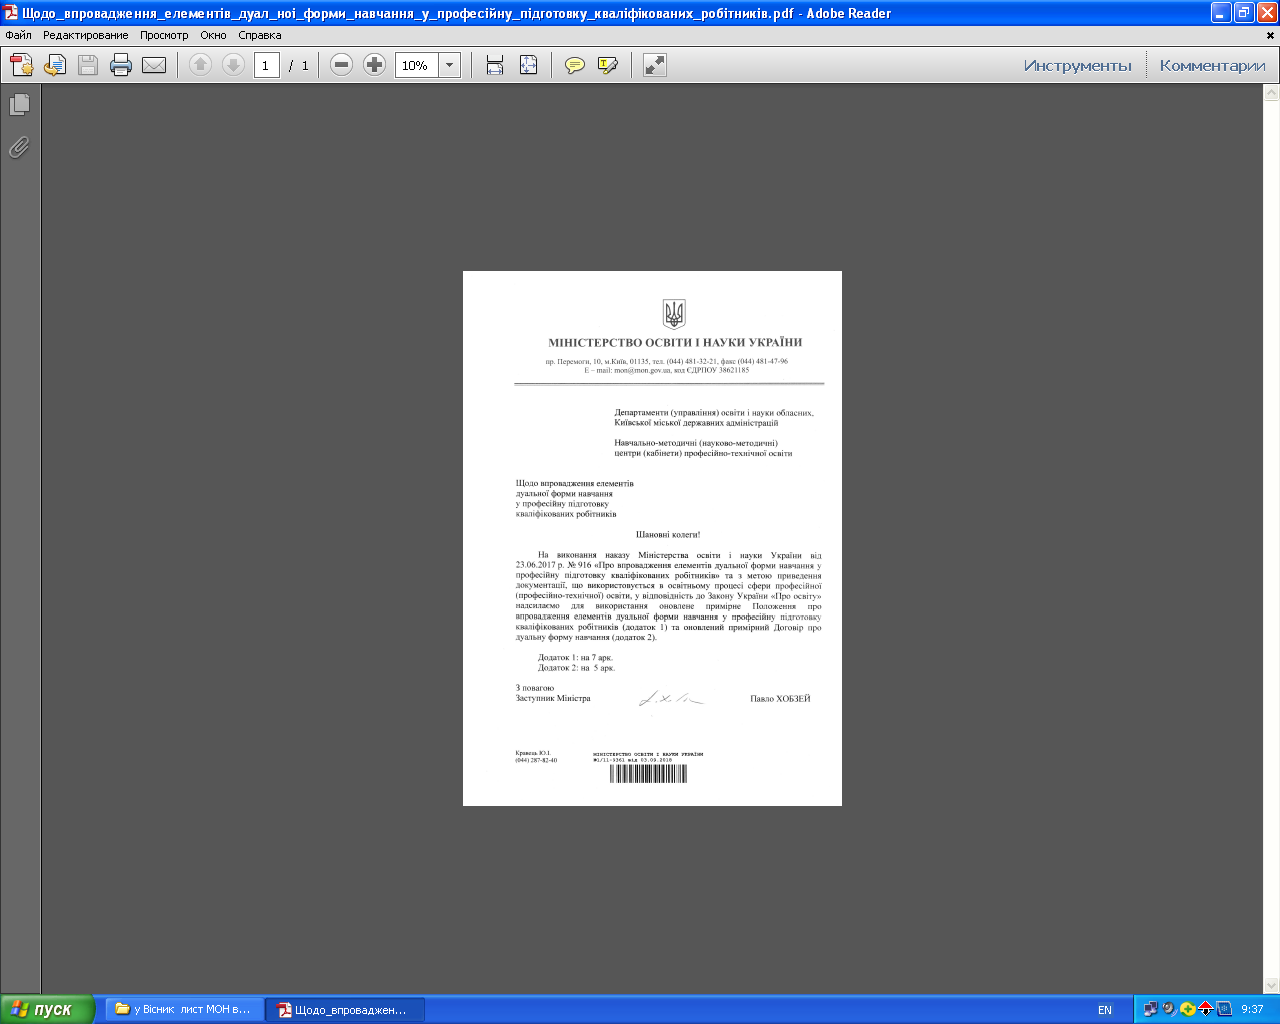 Щодо_впровадження_елементів_дуал_ної_форми_навчання_у_професійну_підготовку_кваліфікованих_робітників.pdf - Adobe Reader
Файл Редактирование Просмотр Окно Справка
1 / 1 10% Инструменты Комментарии
МІНІСТЕРСТВО ОСВІТИ І НАУКИ УКРАЇНИ
пр. Перемоги, 10, м.Київ, 01135, тел. (044) 481-32-21, факс (044) 481-47-96
E – mail: mon@mon.gov.ua, код ЄДРПОУ 38621185
Департаменти (управління) освіти і науки обласних,
Київської міської державних адміністрацій
Навчально-методичні (науково-методичні)
центри (кабінети) професійно-технічної освіти
Щодо впровадження елементів
дуальної форми навчання
у професійну підготовку
кваліфікованих робітників
Шановні колеги!
На виконання наказу Міністерства освіти і науки України від
23.06.2017 р. № 916 «Про впровадження елементів дуальної форми навчання у
професійну підготовку кваліфікованих робітників» та з метою приведення
документації, що використовується в освітньому процесі сфери професійної
(професійно-технічної) освіти, у відповідність до Закону України «Про освіту»
надсилаємо для використання оновлене примірне Положення про
впровадження елементів дуальної форми навчання у професійну підготовку
кваліфікованих робітників (додаток 1) та оновлений примірний Договір про
дуальну форму навчання (додаток 2).
Додаток 1: на 7 арк.
Додаток 2: на 5 арк.
З повагою
Заступник Міністра Павло ХОБЗЕЙ
Кравець Ю.І.
(044) 287-82-40
МІНІСТЕРСТВО ОСВІТИ І НАУКИ УКРАЇНИ
№1/11-9361 від 03.09.2018
пуск у Вісник лист МОН в... Щодо_впроваджен... EN 9:37